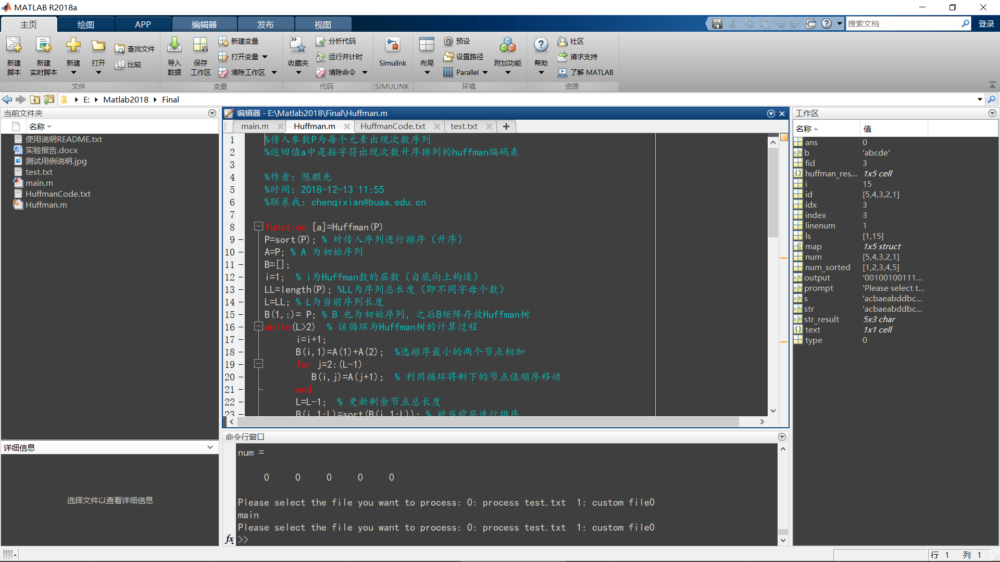 MATLAB R2018a
主页 绘图 APP 编辑器 发布 视图 搜索文档 登录
新建脚本 新建实时脚本 新建 打开 查找文件 比较
导入数据 保存工作区 新建变量 打开变量 清除工作区
收藏夹 分析代码 运行并计时 清除命令
Simulink
布局 预设 设置路径 Parallel 附加功能
帮助 社区 请求支持 了解 MATLAB
文件 变量 代码 SIMULINK 环境 资源
E: Matlab2018 Final
当前文件夹
名称
使用说明README.txt
实验报告.docx
测试用例说明.jpg
test.txt
main.m
HuffmanCode.txt
Huffman.m
详细信息
选择文件以查看详细信息
编辑器 - E:\Matlab2018\Final\Huffman.m
main.m Huffman.m HuffmanCode.txt test.txt
1 %传入参数P为每个元素出现次数序列
2 %返回值a中是按字符出现次数升序排列的huffman编码表
3
4 %作者: 陈麒先
5 %时间: 2018-12-13 11:55
6 %联系我: chenqixian@buaa.edu.cn
7
8 function [a]=Huffman(P)
9 P=sort(P); % 对传入序列进行排序（升序）
10 A=P; % A 为初始序列
11 B=[];
12 i=1; % i为Huffman数的层数（自底向上构造）
13 LL=length(P); %LL为序列总长度（即不同字母个数）
14 L=LL; % L为当前序列长度
15 B(1,:)= P; % B 也为初始序列, 之后B矩阵存放Huffman树
16 while(L>2) % 该循环为Huffman树的计算过程
17 i=i+1;
18 B(i,1)=A(1)+A(2); %选排序最小的两个节点相加
19 for j=2:(L-1)
20 B(i,j)=A(j+1); % 利用循环将剩下的节点值顺序移动
21 end
22 L=L-1; % 更新剩余节点总长度
23 B(i,1:L)=sort(B(i,1:L)); % 对当前层进行排序
命令行窗口
num =
0 0 0 0 0
Please select the file you want to process: 0: process test.txt 1: custom file0
main
Please select the file you want to process: 0: process test.txt 1: custom file0
fx >>
工作区
名称 值
ans 0
b 'abcde'
fid 3
huffman_res... 1x5 cell
i 15
id [5,4,3,2,1]
idx 3
index 3
linenum 1
ls [1,15]
map 1x5 struct
num [5,4,3,2,1]
num_sorted [1,2,3,4,5]
output '00100100111...
prompt 'Please select t...
s 'acbaeabddbc...
str 'acbaeabddbc...
str_result 5x3 char
text 1x1 cell
type 0
行 1 列 1